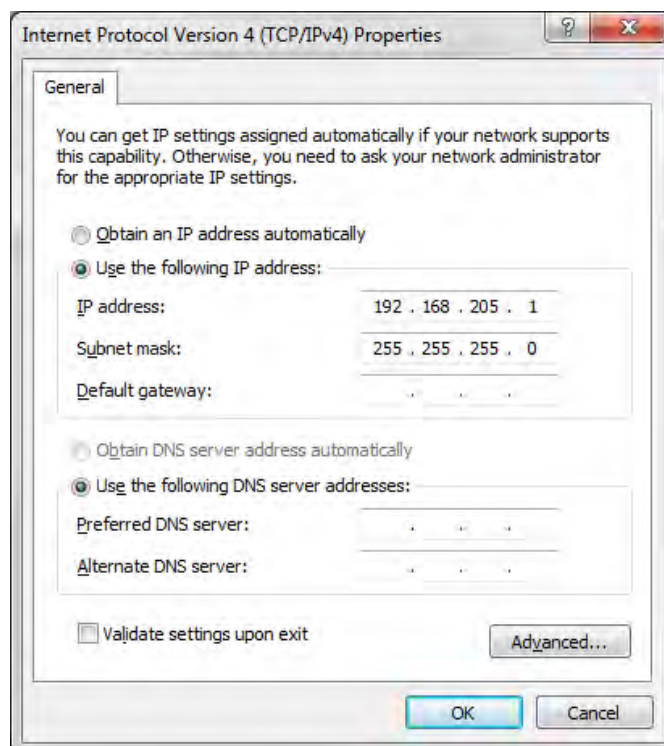 Internet Protocol Version 4 (TCP/IPv4) Properties
General
You can get IP settings assigned automatically if your network supports
this capability. Otherwise, you need to ask your network administrator
for the appropriate IP settings.
Obtain an IP address automatically
Use the following IP address:
IP address: 192 . 168 . 205 . 1
Subnet mask: 255 . 255 . 255 . 0
Default gateway: . . .
Obtain DNS server address automatically
Use the following DNS server addresses:
Preferred DNS server: . . .
Alternate DNS server: . . .
Validate settings upon exit
Advanced...
OK Cancel